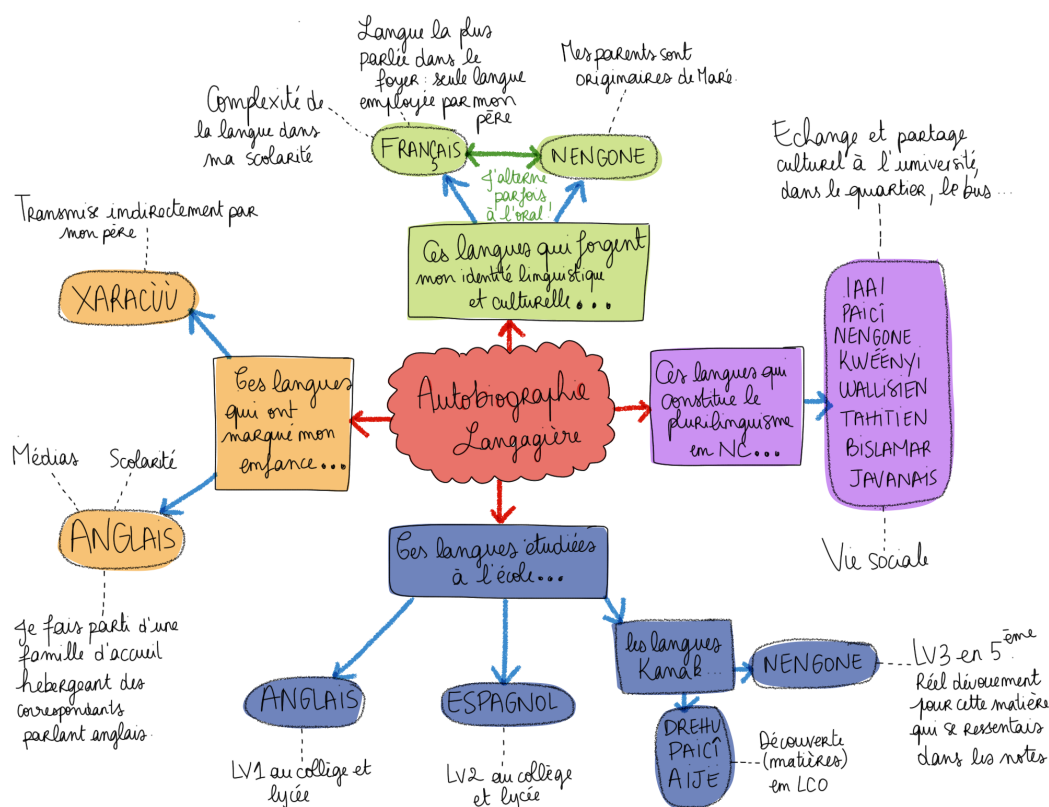 Langue la plus
parlée dans le
foyer : seule langue
employée par mon
père
Mes parents sont
originaires de Maré.
Complexité de
la langue dans
ma scolarité
FRANÇAIS
NENGONE
J'alterne
parfois
à l'oral !
Ces langues qui forgent
mon identité linguistique
et culturelle...
Transmise indirectement par
mon père
XARACÙÙ
Ces langues
qui ont
marqué mon
enfance...
Médias
Scolarité
ANGLAIS
Je fais parti d'une
famille d'accueil
hebergeant des
correspondants
parlant anglais.
Autobiographie
Langagière
Ces langues qui
constitue le
plurilinguisme
en NC...
Echange et partage
culturel à l'université,
dans le quartier, le bus...
IAAI
PAICÎ
NENGONE
KWÉÉNYI
WALLISIEN
TAHITIEN
BISLAMAR
JAVANAIS
Vie sociale
Ces langues étudiées
à l'école...
ANGLAIS
LV1 au collège et
lycée
ESPAGNOL
LV2 au collège
et lycée
les langues
Kanak...
NENGONE
LV3 en 5ème.
Réel dévouement
pour cette matière
qui se ressentais
dans les notes
DREHU
PAICÎ
AIJE
Découverte
(matières)
en LCO